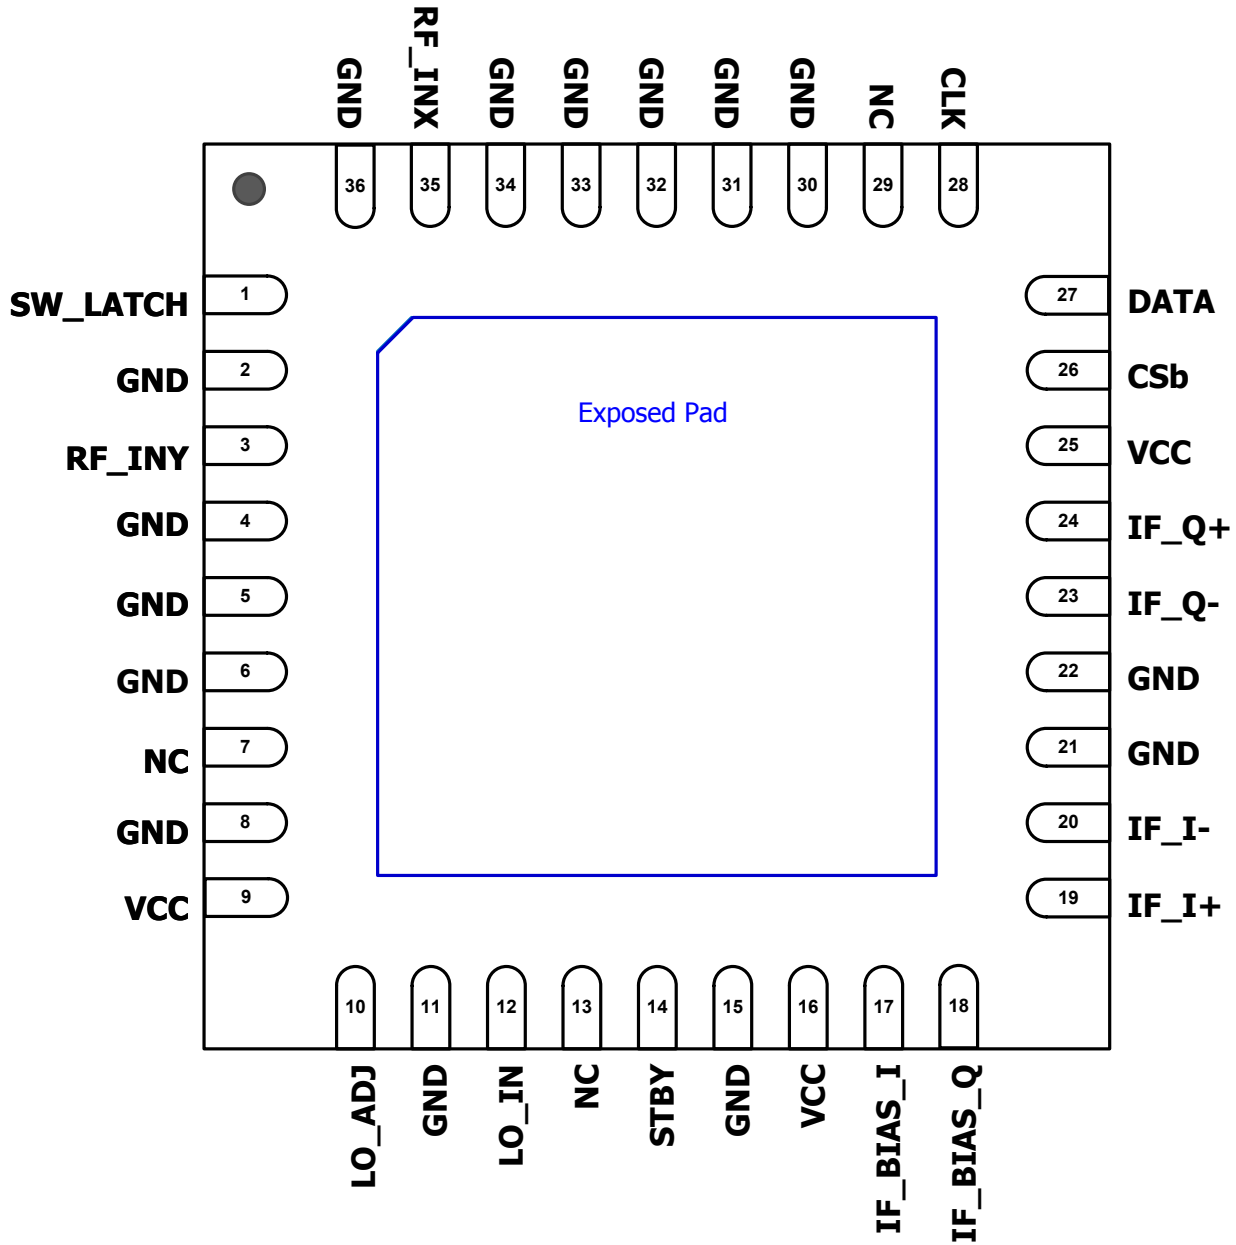 GND
RF_INX
GND
GND
GND
GND
GND
NC
CLK
36
35
34
33
32
31
30
29
28
SW_LATCH
1
27
DATA
GND
2
26
CSb
RF_INY
3
25
VCC
GND
4
24
IF_Q+
GND
5
23
IF_Q-
GND
6
22
GND
NC
7
21
GND
GND
8
20
IF_I-
VCC
9
19
IF_I+
Exposed Pad
10
11
12
13
14
15
16
17
18
LO_ADJ
GND
LO_IN
NC
STBY
GND
VCC
IF_BIAS_I
IF_BIAS_Q